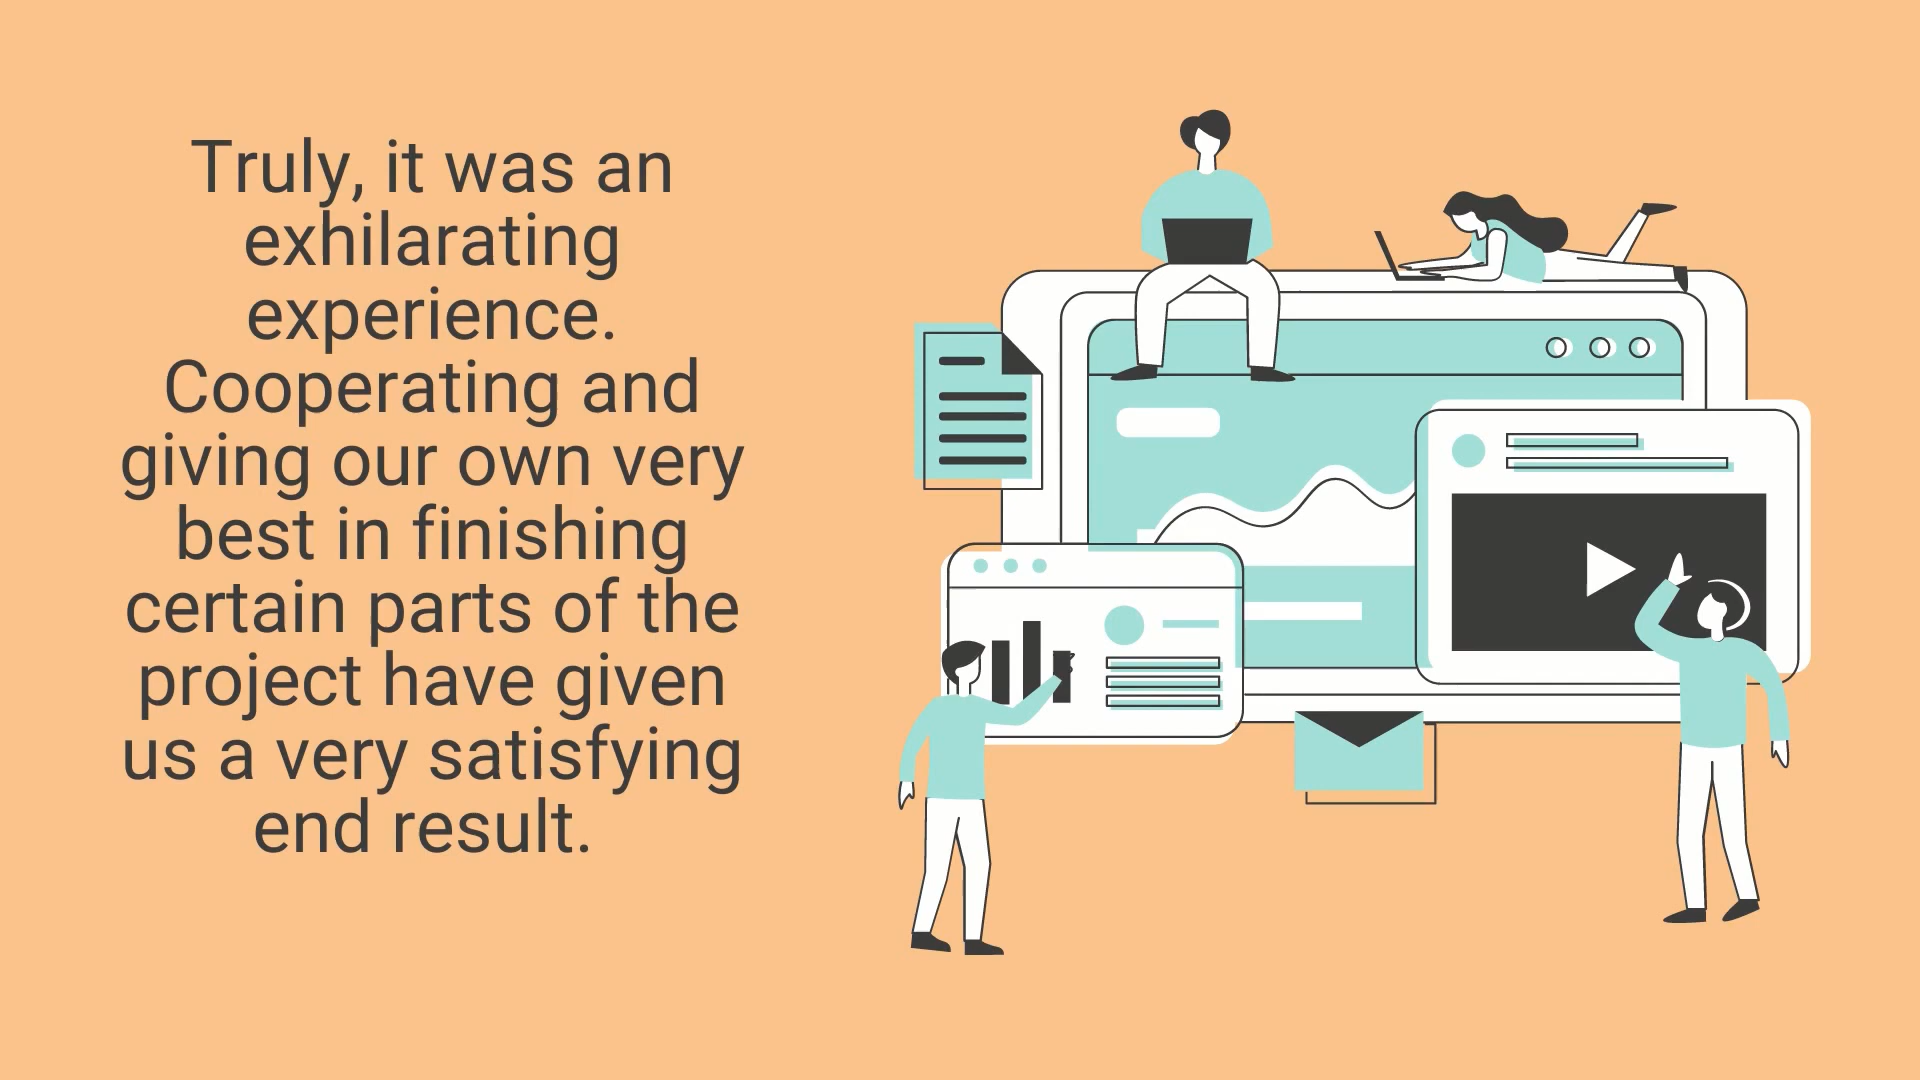 Truly, it was an
exhilarating
experience.
Cooperating and
giving our own very
best in finishing
certain parts of the
project have given
us a very satisfying
end result.